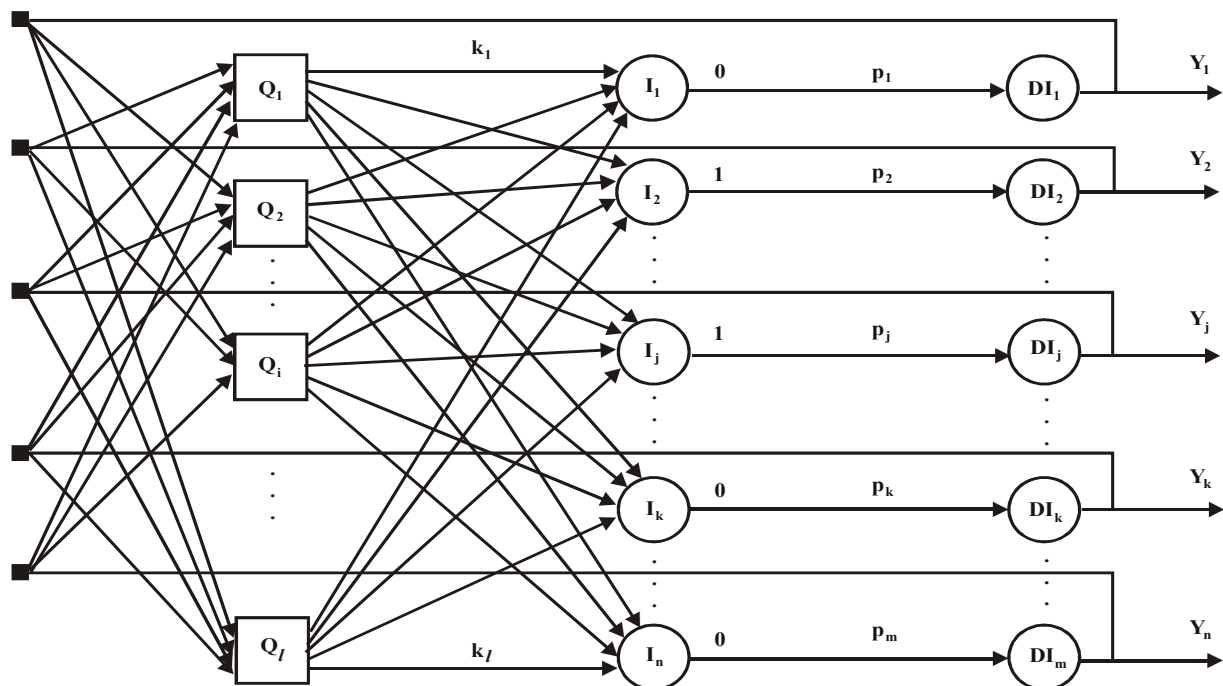 k₁
Q₁ I₁ 0 p₁ DI₁ Y₁
Q₂ I₂ 1 p₂ DI₂ Y₂
Qᵢ Iⱼ 1 pⱼ DIⱼ Yⱼ
Iₖ 0 pₖ DIₖ Yₖ
Qₗ kₗ Iₙ 0 pₘ DIₘ Yₙ